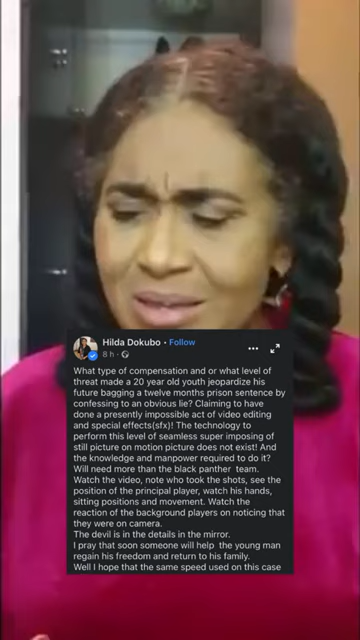 Hilda Dokubo • Follow
8 h •
What type of compensation and or what level of
threat made a 20 year old youth jeopardize his
future bagging a twelve months prison sentence by
confessing to an obvious lie? Claiming to have
done a presently impossible act of video editing
and special effects(sfx)! The technology to
perform this level of seamless super imposing of
still picture on motion picture does not exist! And
the knowledge and manpower required to do it?
Will need more than the black panther  team.
Watch the video, note who took the shots, see the
position of the principal player, watch his hands,
sitting positions and movement. Watch the
reaction of the background players on noticing that
they were on camera.
The devil is in the details in the mirror.
I pray that soon someone will help  the young man
regain his freedom and return to his family.
Well I hope that the same speed used on this case